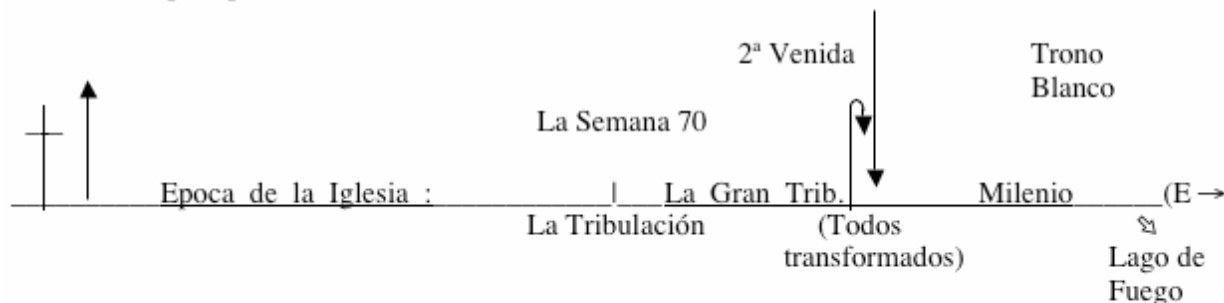 2ª Venida
Trono
Blanco
La Semana 70
Epoca de la Iglesia :
La Gran Trib.
Milenio
(E →
La Tribulación
(Todos
transformados)
Lago de
Fuego